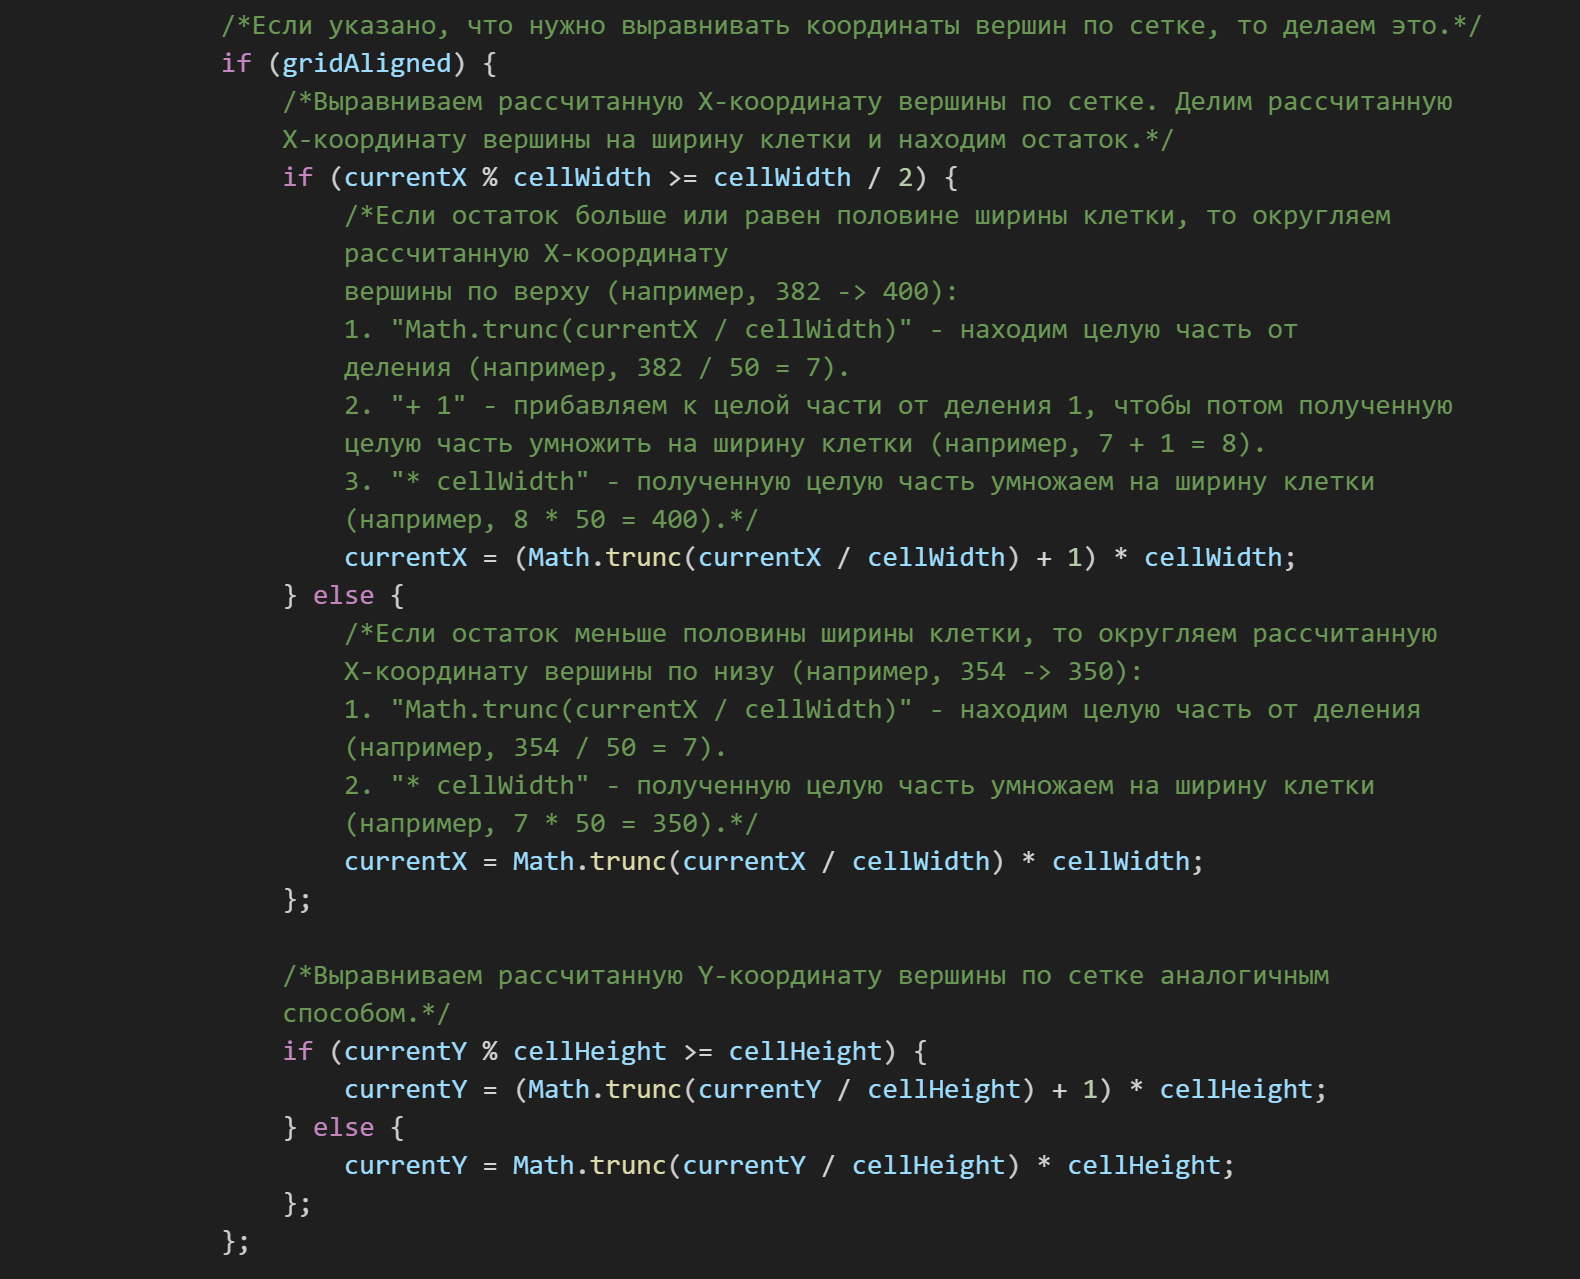 /*Если указано, что нужно выравнивать координаты вершин по сетке, то делаем это.*/
if (gridAligned) {
/*Выравниваем рассчитанную X-координату вершины по сетке. Делим рассчитанную
X-координату вершины на ширину клетки и находим остаток.*/
if (currentX % cellWidth >= cellWidth / 2) {
/*Если остаток больше или равен половине ширины клетки, то округляем
рассчитанную X-координату
вершины по верху (например, 382 -> 400):
1. "Math.trunc(currentX / cellWidth)" - находим целую часть от
деления (например, 382 / 50 = 7).
2. "+ 1" - прибавляем к целой части от деления 1, чтобы потом полученную
целую часть умножить на ширину клетки (например, 7 + 1 = 8).
3. "* cellWidth" - полученную целую часть умножаем на ширину клетки
(например, 8 * 50 = 400).*/
currentX = (Math.trunc(currentX / cellWidth) + 1) * cellWidth;
} else {
/*Если остаток меньше половины ширины клетки, то округляем рассчитанную
X-координату вершины по низу (например, 354 -> 350):
1. "Math.trunc(currentX / cellWidth)" - находим целую часть от деления
(например, 354 / 50 = 7).
2. "* cellWidth" - полученную целую часть умножаем на ширину клетки
(например, 7 * 50 = 350).*/
currentX = Math.trunc(currentX / cellWidth) * cellWidth;
};
/*Выравниваем рассчитанную Y-координату вершины по сетке аналогичным
способом.*/
if (currentY % cellHeight >= cellHeight) {
currentY = (Math.trunc(currentY / cellHeight) + 1) * cellHeight;
} else {
currentY = Math.trunc(currentY / cellHeight) * cellHeight;
};
};